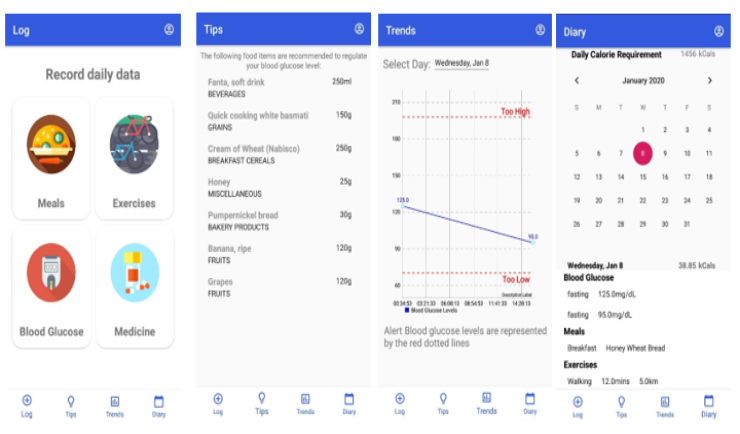 Log
Record daily data
Meals
Exercises
Blood Glucose
Medicine
Log Tips Trends Diary
Tips
The following food items are recommended to regulate
your blood glucose level:
Fanta, soft drink 250ml
BEVERAGES
Quick cooking white basmati 150g
GRAINS
Cream of Wheat (Nabisco) 250g
BREAKFAST CEREALS
Honey 25g
MISCELLANEOUS
Pumpernickel bread 30g
BAKERY PRODUCTS
Banana, ripe 120g
FRUITS
Grapes 120g
FRUITS
Log Tips Trends Diary
Trends
Select Day: Wednesday, Jan 8
210
Too High
180
150
125.0
120
95.0
90
Too Low
60
Description Label
00:34:53 03:21:33 06:08:13 08:54:53 11:41:33 14:28:13
Blood Glucose Levels
Alert Blood glucose levels are represented
by the red dotted lines
Log Tips Trends Diary
Diary
Daily Calorie Requirement 1456 kCals
< January 2020 >
S M T W T F S
1 2 3 4
5 6 7 8 9 10 11
12 13 14 15 16 17 18
19 20 21 22 23 24 25
26 27 28 29 30 31
Wednesday, Jan 8 38.85 kCals
Blood Glucose
fasting 125.0mg/dL
fasting 95.0mg/dL
Meals
Breakfast Honey Wheat Bread
Exercises
Walking 12.0mins 5.0km
Log Tips Trends Diary